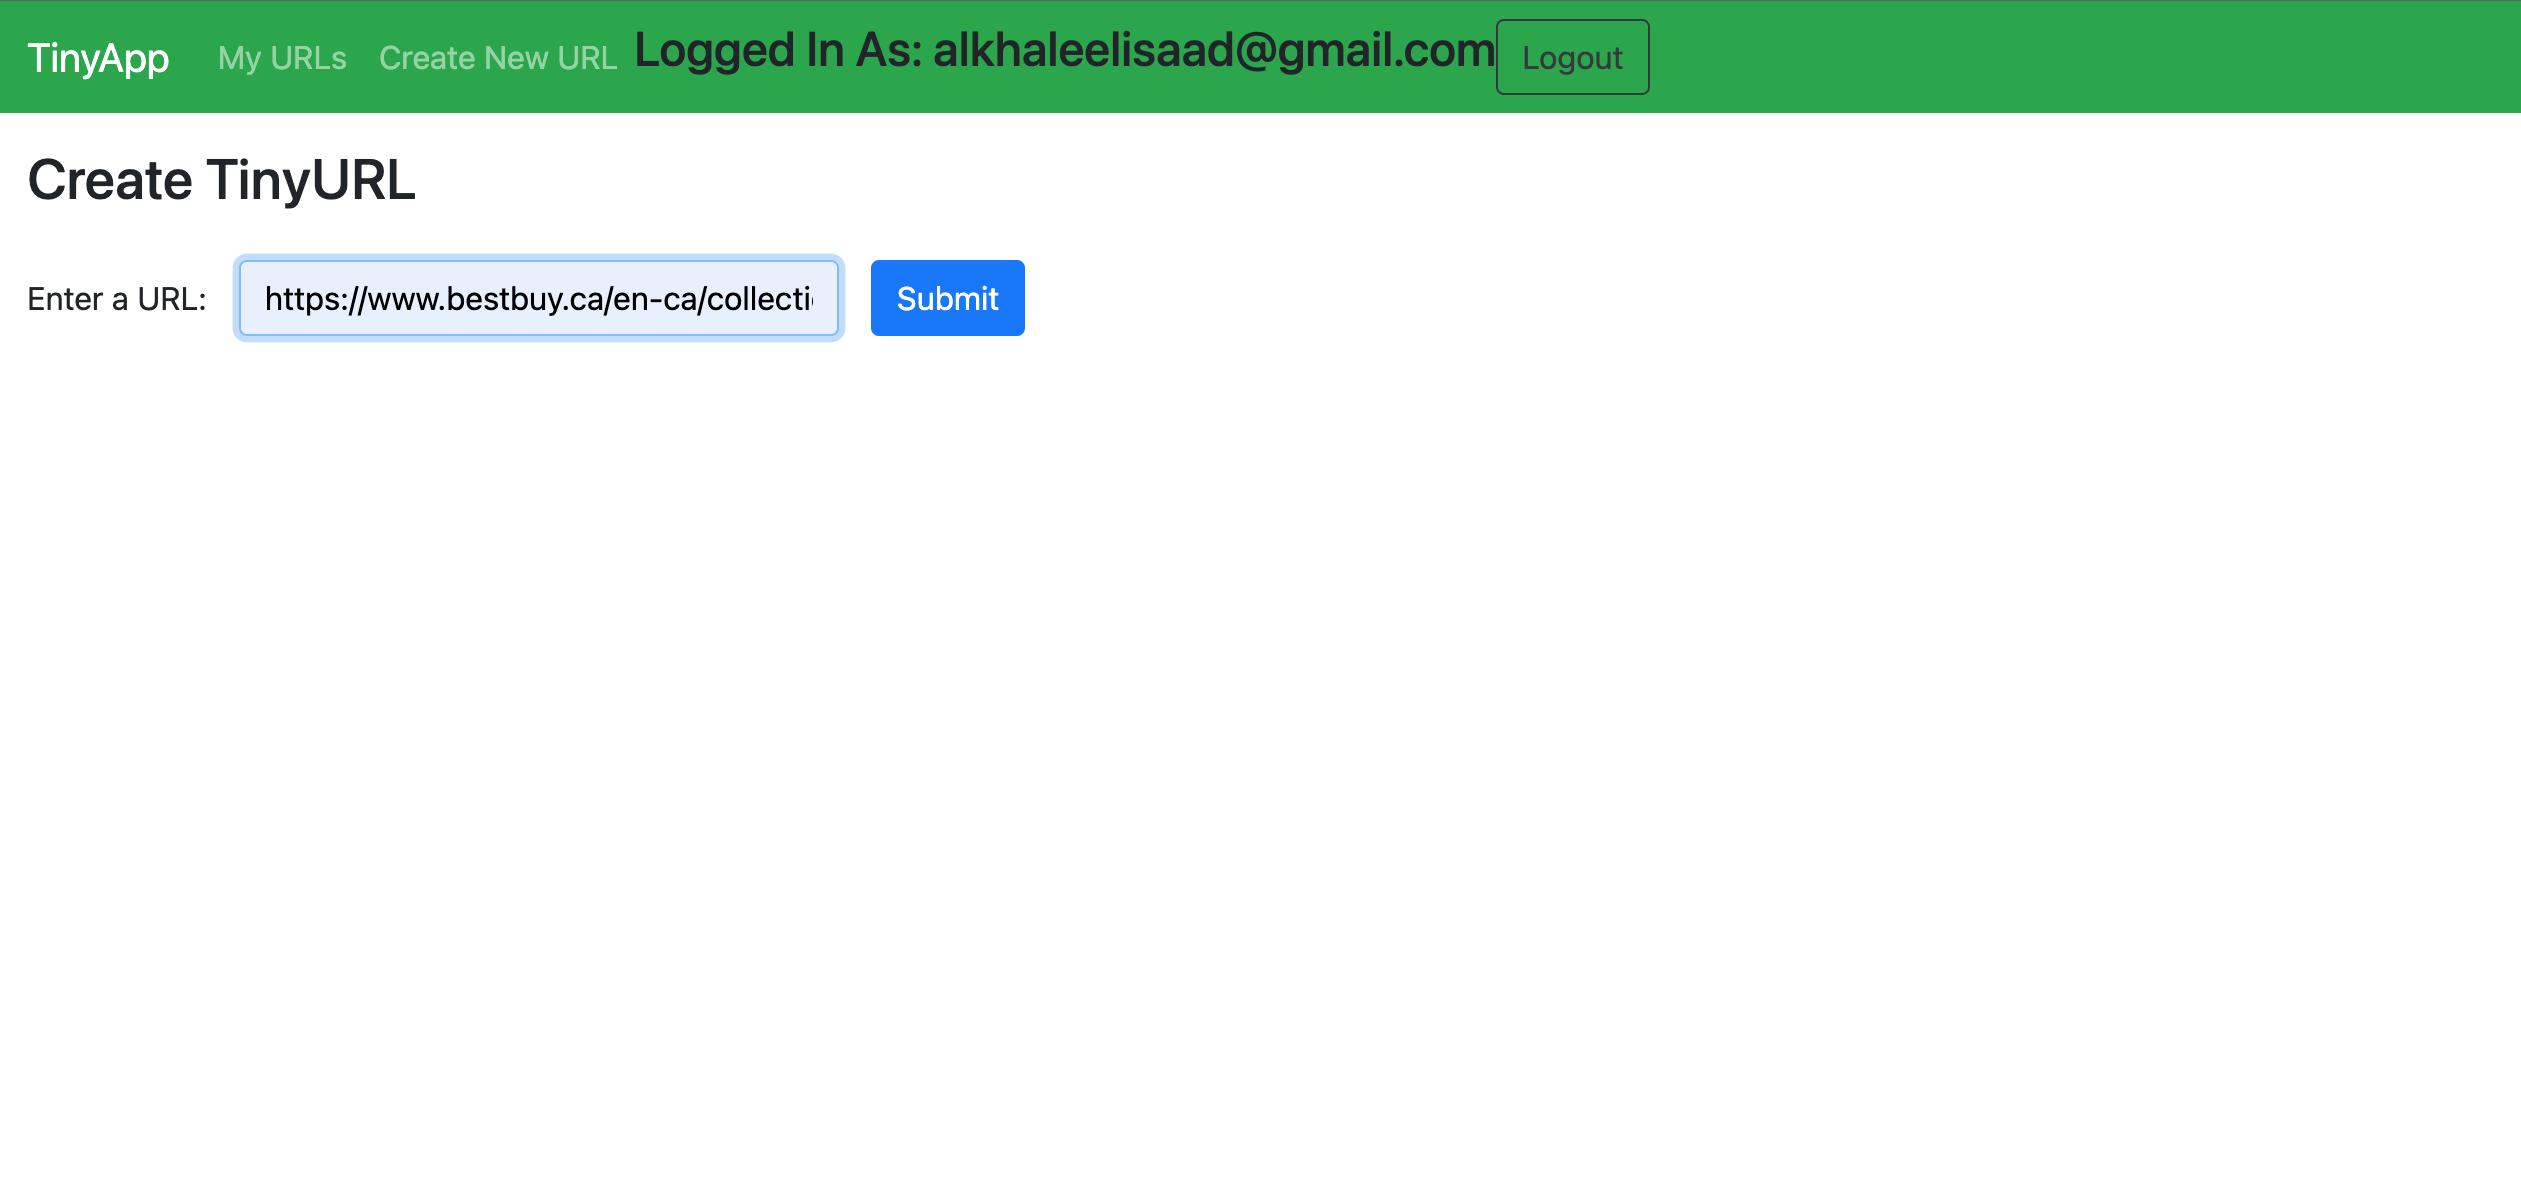 TinyApp My URLs Create New URL Logged In As: alkhaleelisaad@gmail.com Logout
Create TinyURL
Enter a URL: https://www.bestbuy.ca/en-ca/collecti Submit